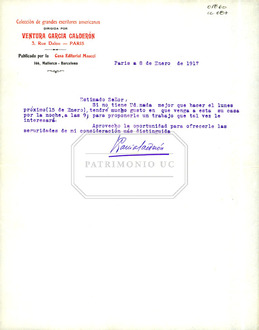 Colección de grandes escritores americanos
DIRIGIDA POR
VENTURA GARCIA CALDERÓN
3, Rue Dulac — PARIS
Publicada por la Casa Editorial Maucci
166, Mallorca - Barcelona
Paris a 8 de Enero de 1917
Estimado Señor:
Si no tiene Ud.nada mejor que hacer el lunes
próximo(15 de Enero), tendré mucho gusto en que venga a esta su casa
por la noche,a las 9½ para proponerle un trabajo que tal vez le
interesará.
Aprovecho la oportunidad para ofrecerle las
seguridades de mi consideración más distinguida
PATRIMONIO UC